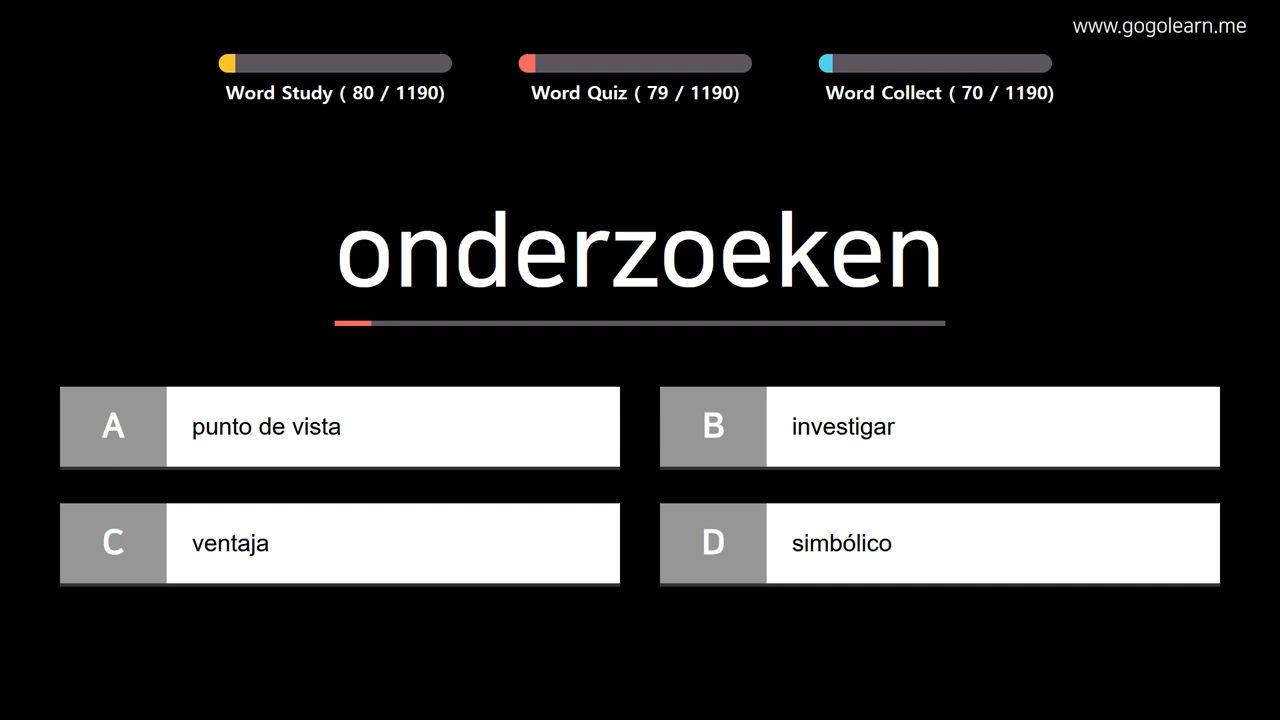 www.gogolearn.me
Word Study ( 80 / 1190)
Word Quiz ( 79 / 1190)
Word Collect ( 70 / 1190)
onderzoeken
A punto de vista
B investigar
C ventaja
D simbólico